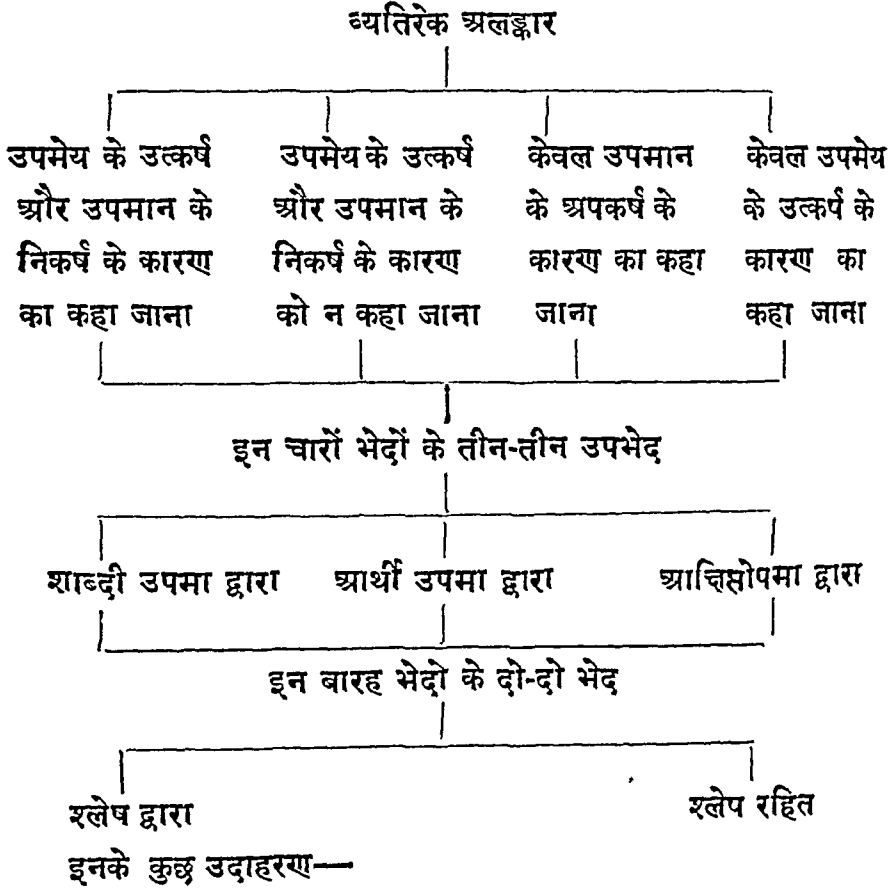 व्यतिरेक अलङ्कार
उपमेय के उत्कर्ष
और उपमान के
निकर्ष के कारण
का कहा जाना
उपमेय के उत्कर्ष
और उपमान के
निकर्ष के कारण
को न कहा जाना
केवल उपमान
के अपकर्ष के
कारण का कहा
जाना
केवल उपमेय
के उत्कर्प के
कारण का
कहा जाना
इन चारों भेदों के तीन-तीन उपभेद
शाब्दी उपमा द्वारा
आर्थी उपमा द्वारा
आक्षिप्तोपमा द्वारा
इन बारह भेदो के दो-दो भेद
श्लेष द्वारा
श्लेप रहित
इनके कुछ उदाहरण—